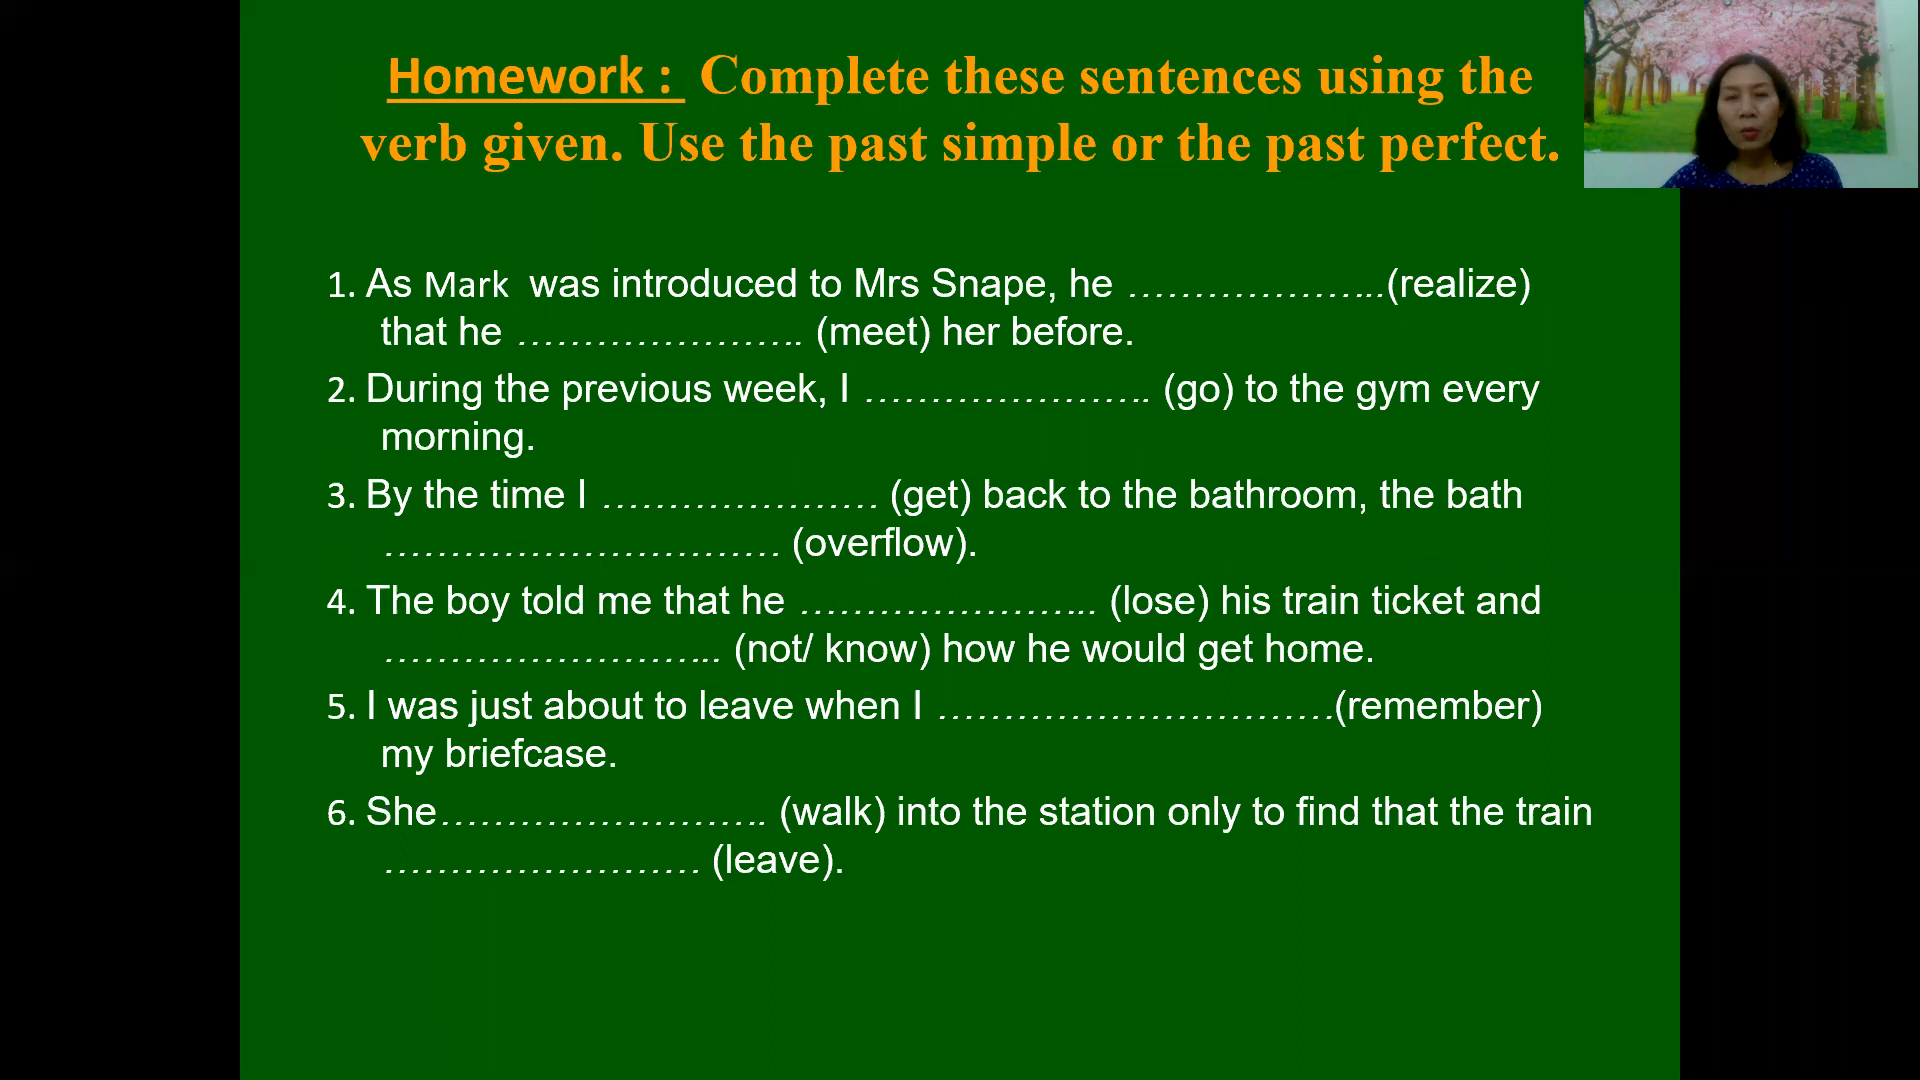 Homework : Complete these sentences using the
verb given. Use the past simple or the past perfect.
1. As Mark was introduced to Mrs Snape, he ………………..(realize)
that he …………………. (meet) her before.
2. During the previous week, I …………………. (go) to the gym every
morning.
3. By the time I ………………… (get) back to the bathroom, the bath
………………………… (overflow).
4. The boy told me that he ………………….. (lose) his train ticket and
…………………….. (not/ know) how he would get home.
5. I was just about to leave when I …………………………(remember)
my briefcase.
6. She……………………. (walk) into the station only to find that the train
…………………… (leave).